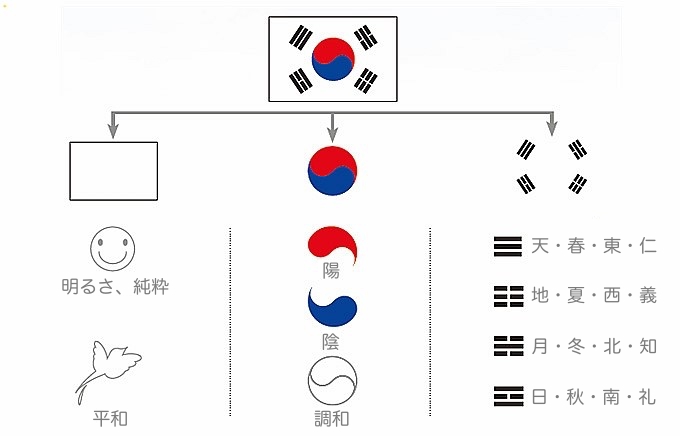 明るさ、純粋
平和
陽
陰
調和
天・春・東・仁
地・夏・西・義
月・冬・北・知
日・秋・南・礼